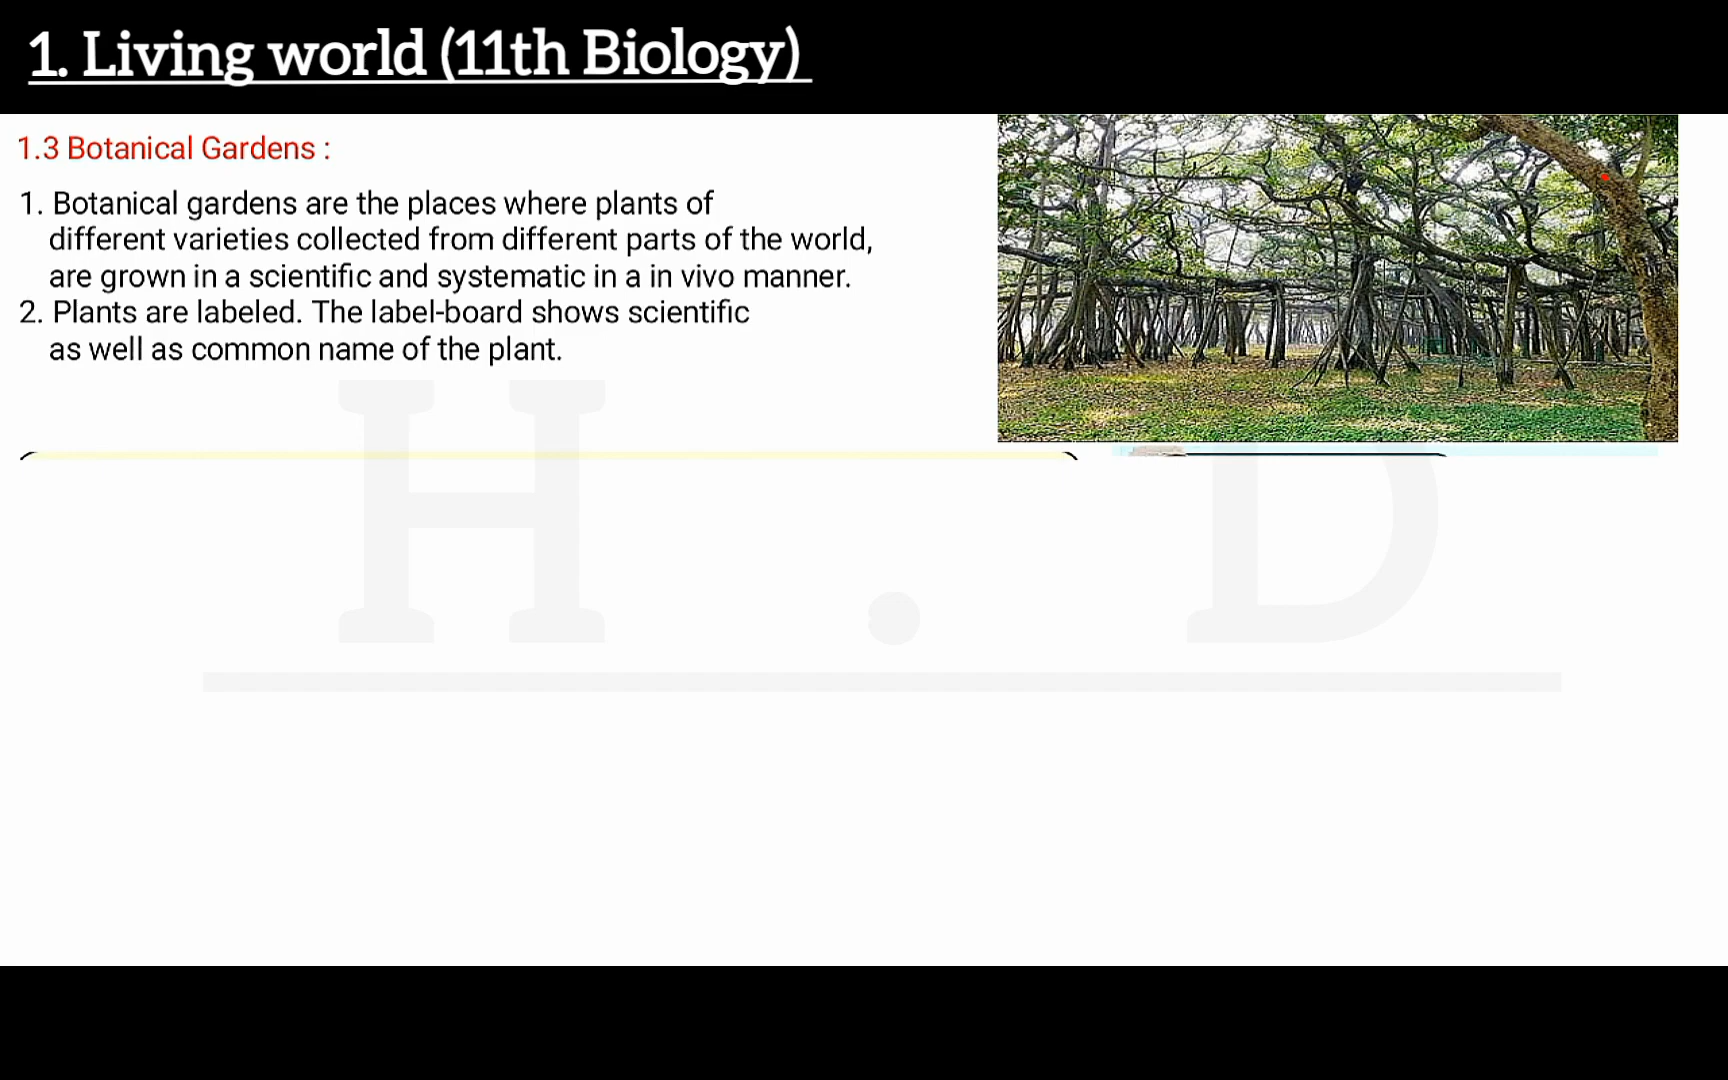 1. Living world (11th Biology)
1.3 Botanical Gardens :
1. Botanical gardens are the places where plants of
different varieties collected from different parts of the world,
are grown in a scientific and systematic in a in vivo manner.
2. Plants are labeled. The label-board shows scientific
as well as common name of the plant.
H . D